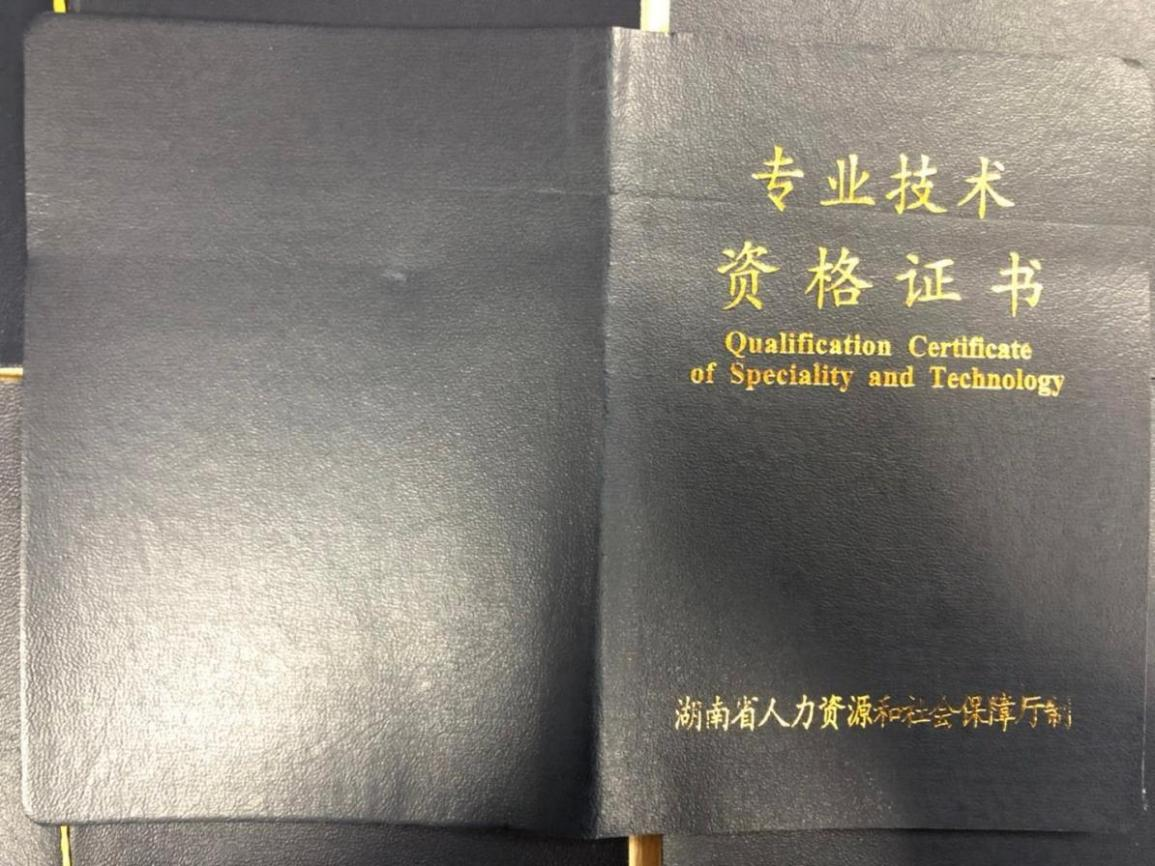 专业技术
资格证书
Qualification Certificate
of Speciality and Technology
湖南省人力资源和社会保障厅制